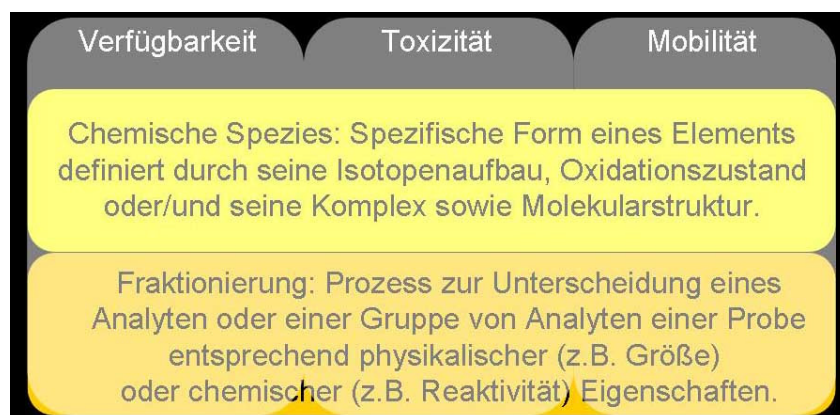 Verfügbarkeit Toxizität Mobilität
Chemische Spezies: Spezifische Form eines Elements
definiert durch seine Isotopenaufbau, Oxidationszustand
oder/und seine Komplex sowie Molekularstruktur.
Fraktionierung: Prozess zur Unterscheidung eines
Analyten oder einer Gruppe von Analyten einer Probe
entsprechend physikalischer (z.B. Größe)
oder chemischer (z.B. Reaktivität) Eigenschaften.